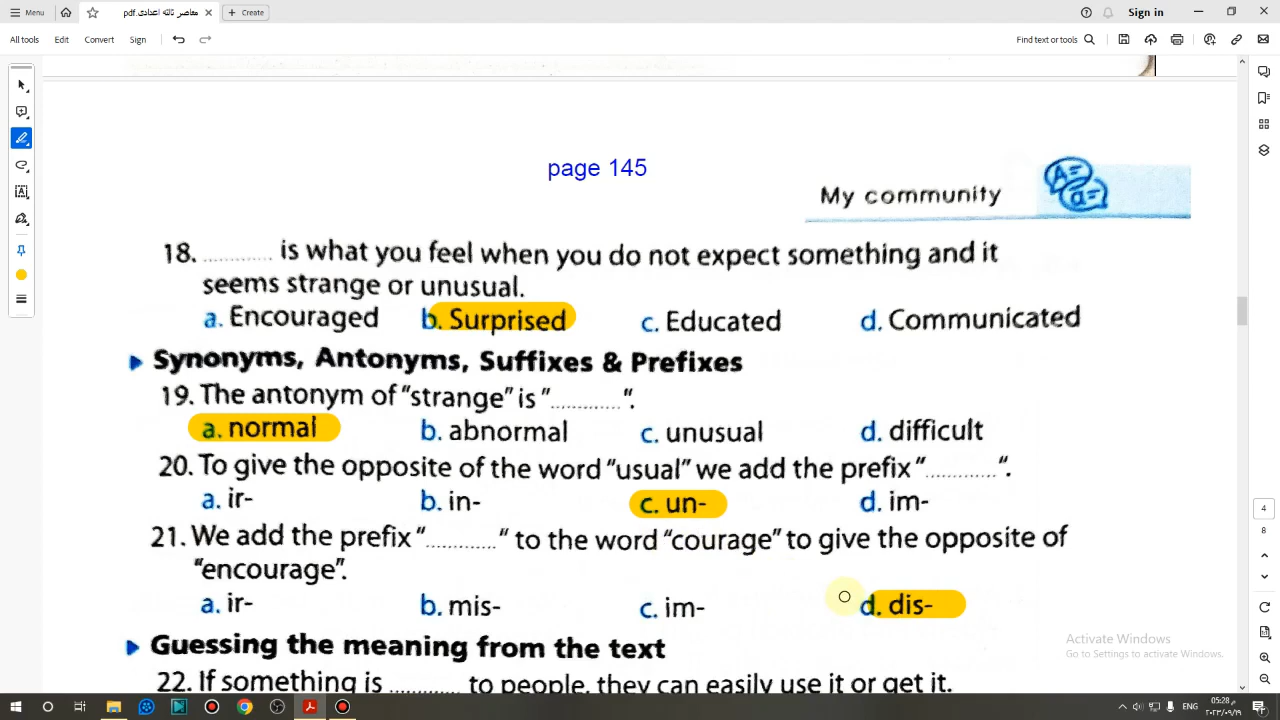 Menu
معاصر تالته اعدادى.pdf
Create
Sign in
All tools
Edit
Convert
Sign
Find text or tools
page 145
My community
A=
a=
18. ............ is what you feel when you do not expect something and it
seems strange or unusual.
a. Encouraged b. Surprised c. Educated d. Communicated
Synonyms, Antonyms, Suffixes & Prefixes
19. The antonym of "strange" is "............".
a. normal b. abnormal c. unusual d. difficult
20. To give the opposite of the word "usual" we add the prefix "............".
a. ir- b. in- c. un- d. im-
21. We add the prefix "............" to the word "courage" to give the opposite of
"encourage".
a. ir- b. mis- c. im- d. dis-
Guessing the meaning from the text
22. If something is ............ to people, they can easily use it or get it.
4
8
Activate Windows
Go to Settings to activate Windows.
ENG
05:28 م
٢٠٢٣/٠٩/١٩